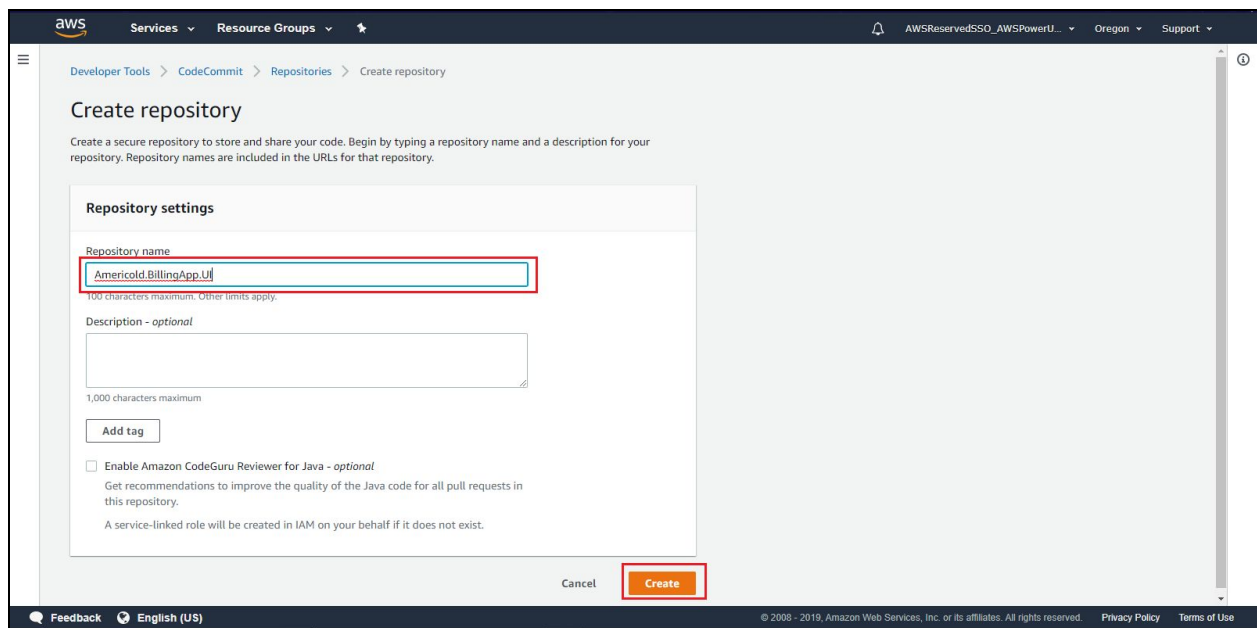 aws Services Resource Groups AWSReservedSSO_AWSPowerU... Oregon Support
Developer Tools > CodeCommit > Repositories > Create repository
Create repository
Create a secure repository to store and share your code. Begin by typing a repository name and a description for your
repository. Repository names are included in the URLs for that repository.
Repository settings
Repository name
Americold.BillingApp.UI
100 characters maximum. Other limits apply.
Description - optional
1,000 characters maximum
Add tag
Enable Amazon CodeGuru Reviewer for Java - optional
Get recommendations to improve the quality of the Java code for all pull requests in
this repository.
A service-linked role will be created in IAM on your behalf if it does not exist.
Cancel Create
Feedback English (US) © 2008 - 2019, Amazon Web Services, Inc. or its affiliates. All rights reserved. Privacy Policy Terms of Use